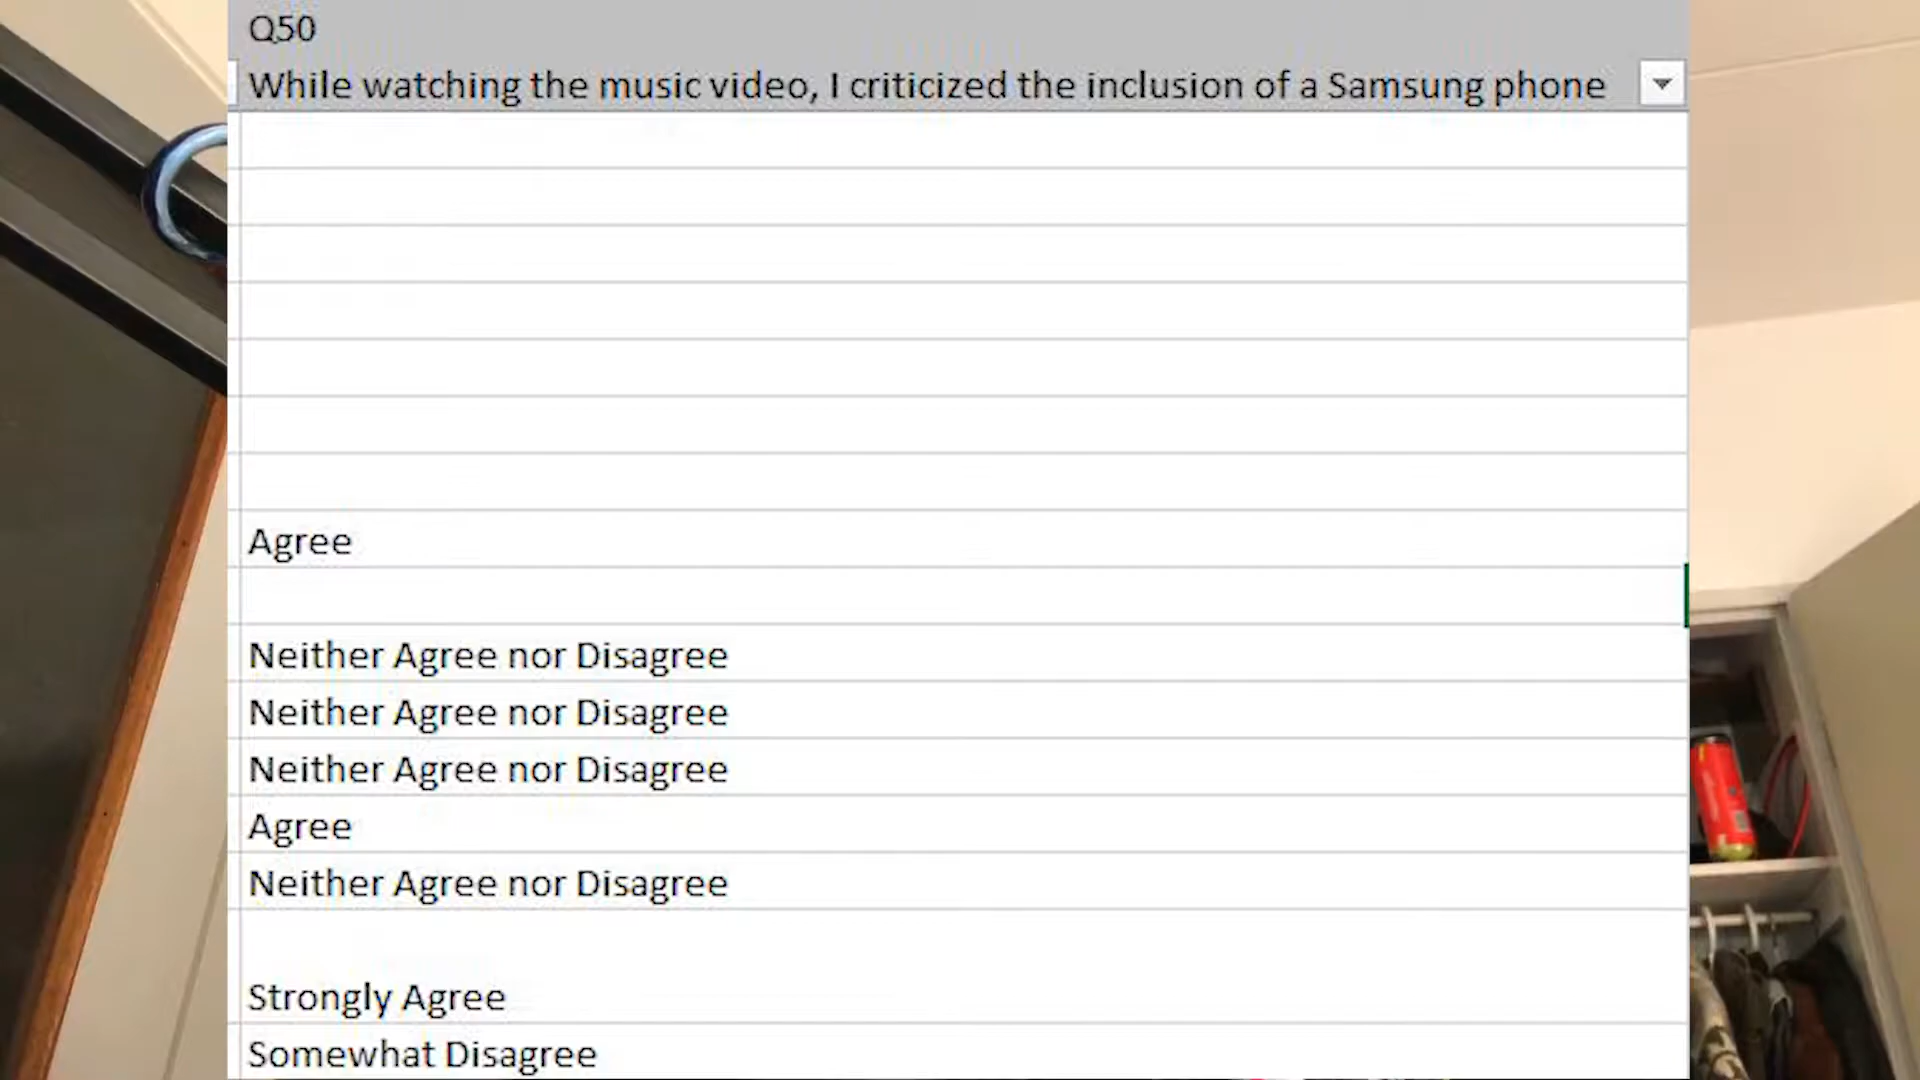 Q50
While watching the music video, I criticized the inclusion of a Samsung phone
Agree
Neither Agree nor Disagree
Neither Agree nor Disagree
Neither Agree nor Disagree
Agree
Neither Agree nor Disagree
Strongly Agree
Somewhat Disagree